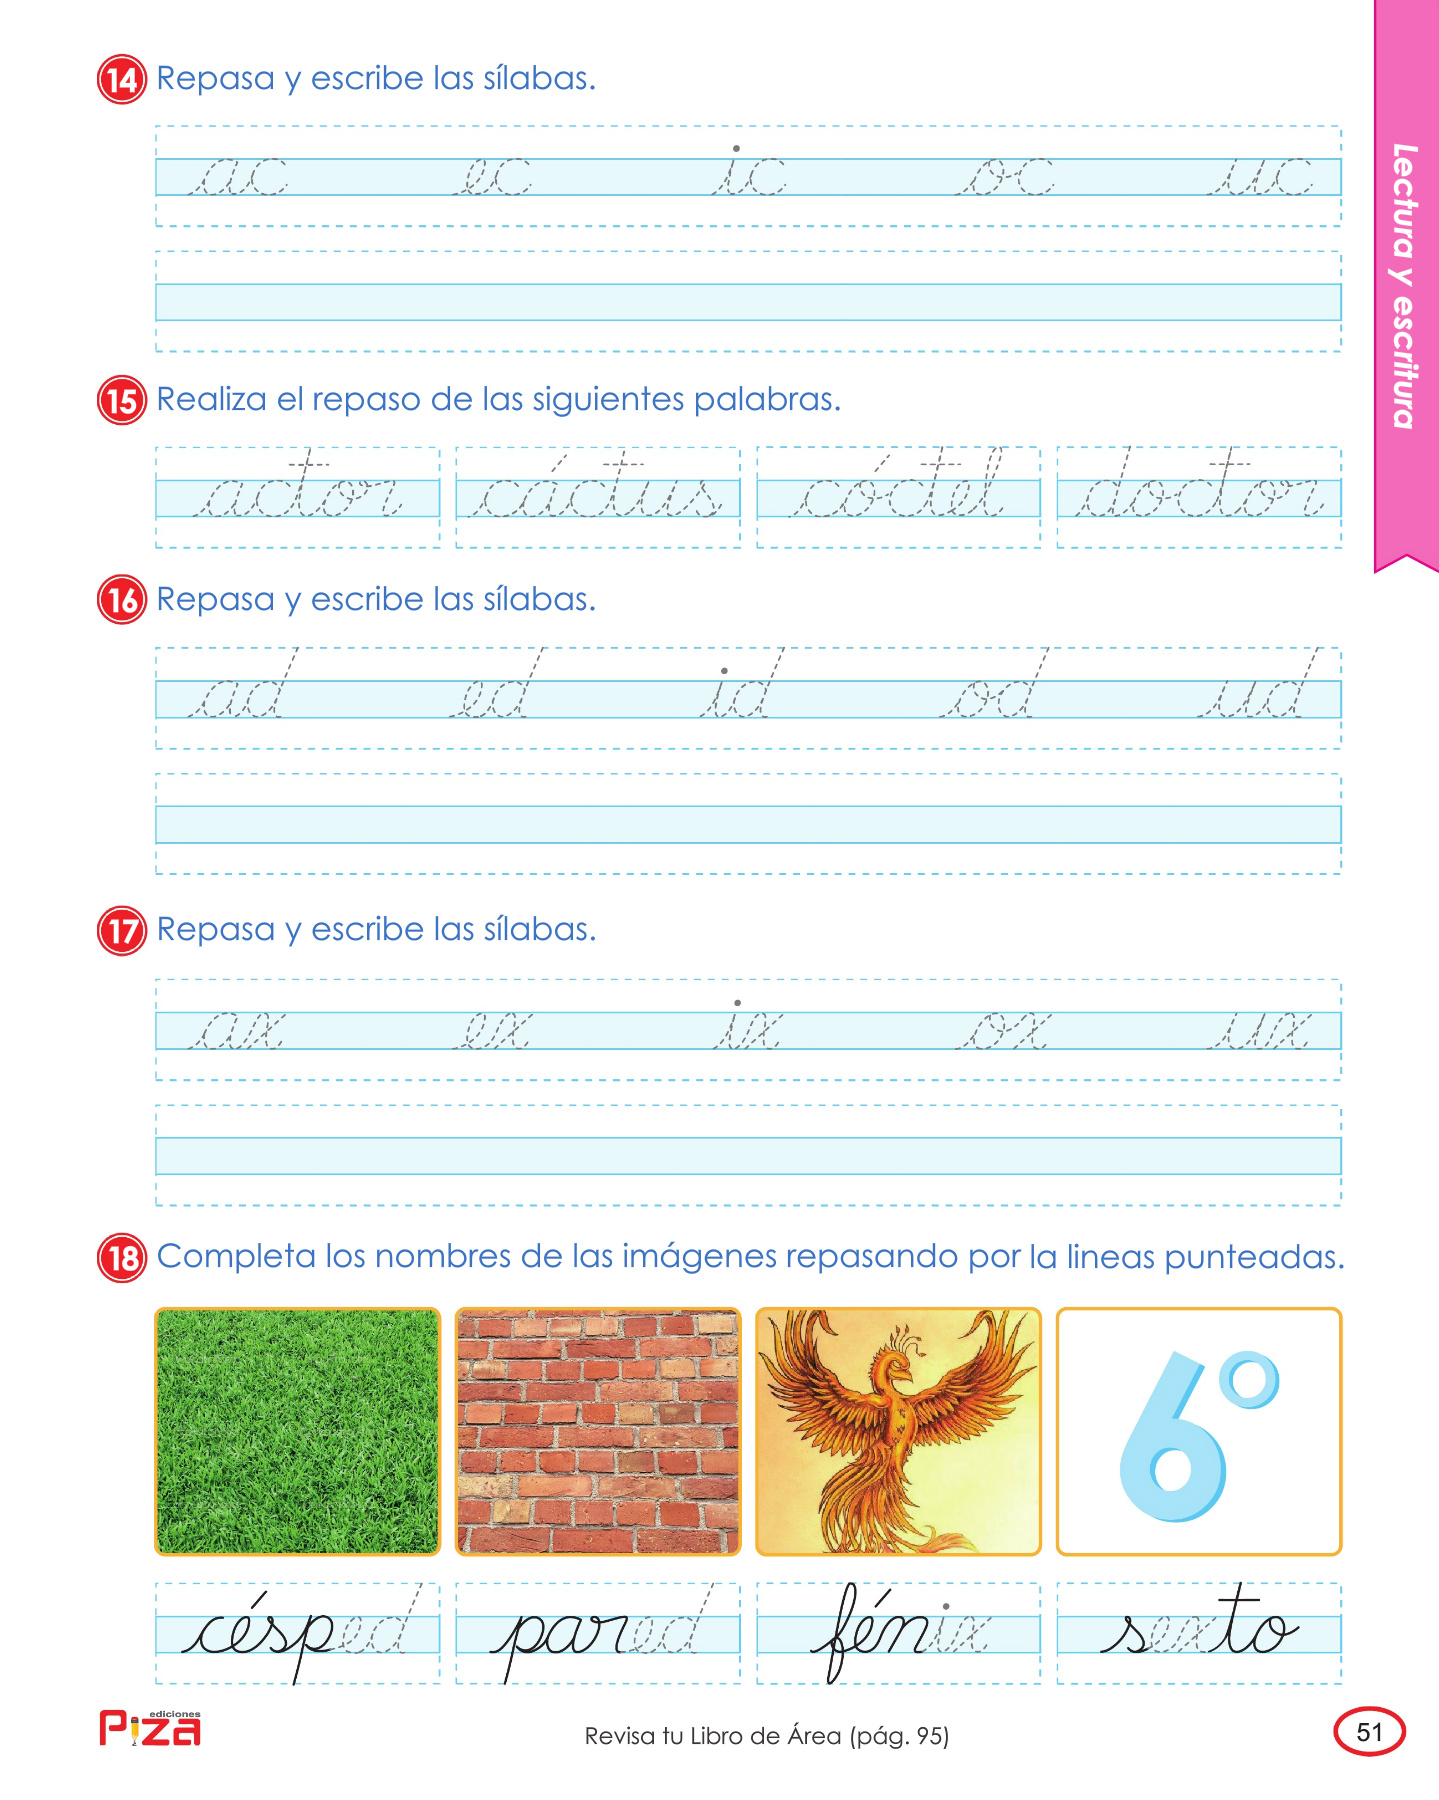 14 Repasa y escribe las sílabas.
ac ec ic oc uc
15 Realiza el repaso de las siguientes palabras.
actor cáctus cóctel doctor
16 Repasa y escribe las sílabas.
ad ed id od ud
17 Repasa y escribe las sílabas.
ax ex ix ox ux
18 Completa los nombres de las imágenes repasando por la lineas punteadas.
6°
césped pared fénix sexto
ediciones
Piza
Revisa tu Libro de Área (pág. 95)
51
Lectura y escritura